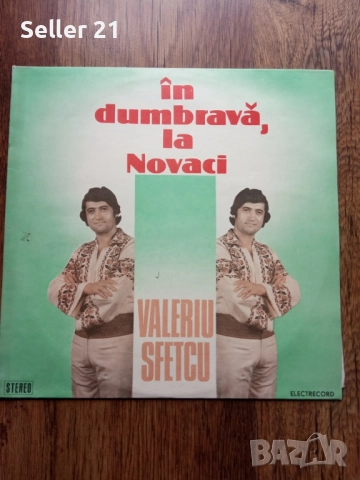 Seller 21
în
dumbravă,
la
Novaci
VALERIU
SFETCU
STEREO
ELECTRECORD
BAZAR